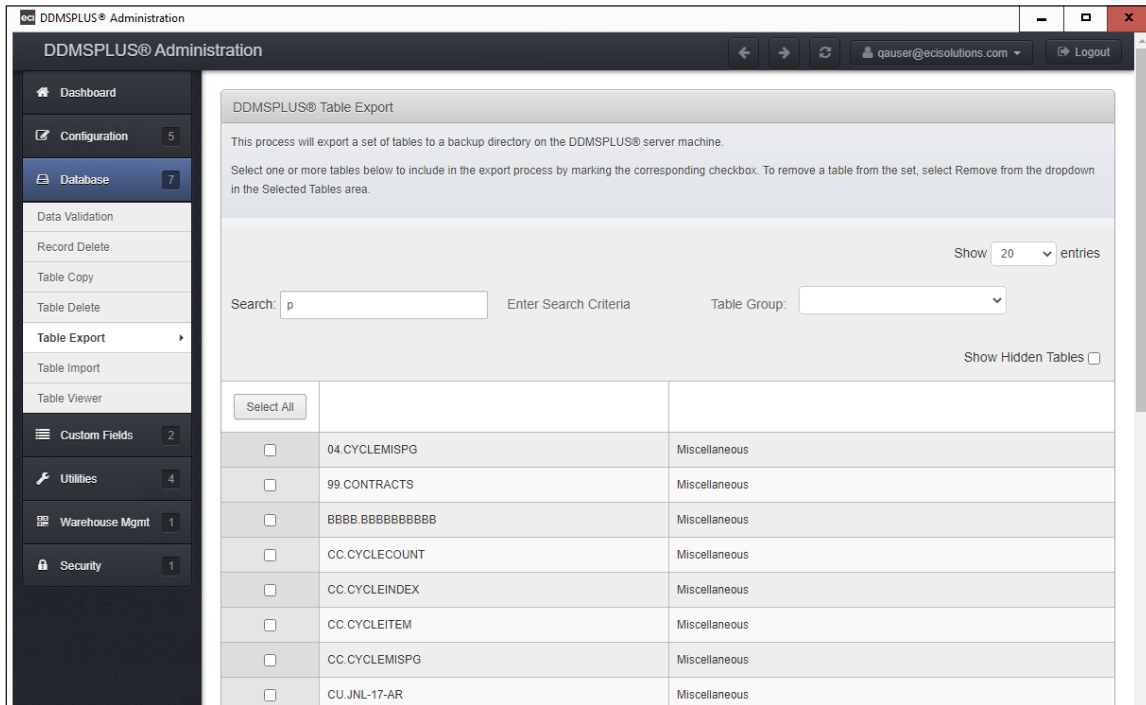 eci DDMSPLUS® Administration
DDMSPLUS® Administration
qauser@ecisolutions.com
Logout
Dashboard
Configuration 5
Database 7
Data Validation
Record Delete
Table Copy
Table Delete
Table Export
Table Import
Table Viewer
Custom Fields 2
Utilities 4
Warehouse Mgmt 1
Security 1
DDMSPLUS® Table Export
This process will export a set of tables to a backup directory on the DDMSPLUS® server machine.
Select one or more tables below to include in the export process by marking the corresponding checkbox. To remove a table from the set, select Remove from the dropdown
in the Selected Tables area.
Show 20 entries
Search: p Enter Search Criteria Table Group:
Show Hidden Tables
Select All
04.CYCLEMISPG Miscellaneous
99.CONTRACTS Miscellaneous
BBBB.BBBBBBBBBB Miscellaneous
CC.CYCLECOUNT Miscellaneous
CC.CYCLEINDEX Miscellaneous
CC.CYCLEITEM Miscellaneous
CC.CYCLEMISPG Miscellaneous
CU.JNL-17-AR Miscellaneous